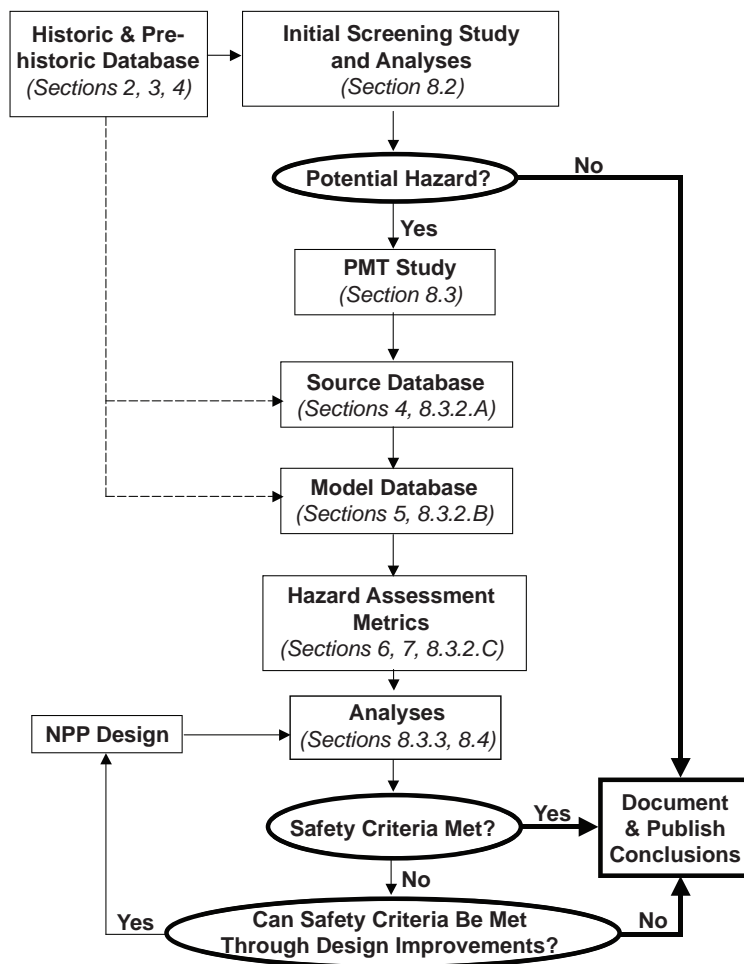 Historic & Pre-
historic Database
(Sections 2, 3, 4)
Initial Screening Study
and Analyses
(Section 8.2)
Potential Hazard?
No
Yes
PMT Study
(Section 8.3)
Source Database
(Sections 4, 8.3.2.A)
Model Database
(Sections 5, 8.3.2.B)
Hazard Assessment
Metrics
(Sections 6, 7, 8.3.2.C)
NPP Design
Analyses
(Sections 8.3.3, 8.4)
Safety Criteria Met?
Yes
Document
& Publish
Conclusions
No
Yes
Can Safety Criteria Be Met
Through Design Improvements?
No